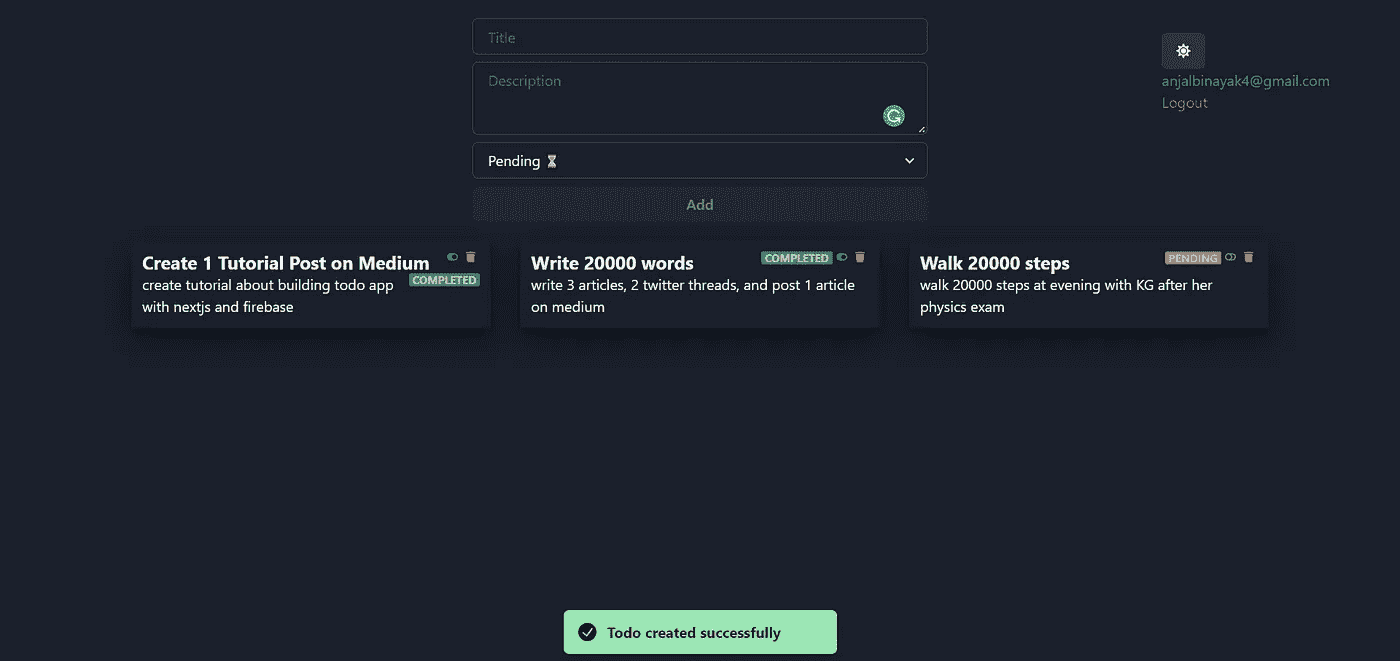 Title
Description
Pending ⌛
Add
anjalbinayak4@gmail.com
Logout
Create 1 Tutorial Post on Medium
COMPLETED
create tutorial about building todo app
with nextjs and firebase
Write 20000 words
COMPLETED
write 3 articles, 2 twitter threads, and post 1 article
on medium
Walk 20000 steps
PENDING
walk 20000 steps at evening with KG after her
physics exam
Todo created successfully